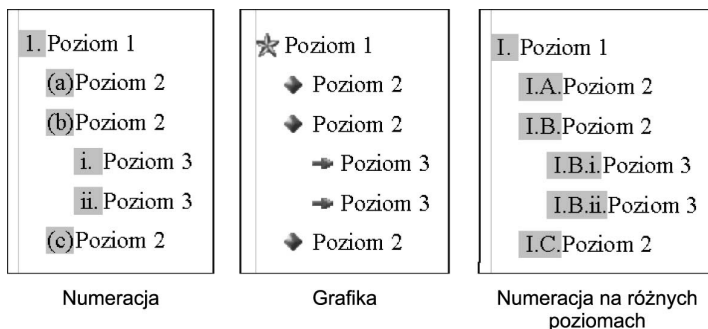 1. Poziom 1
(a)Poziom 2
(b)Poziom 2
i. Poziom 3
ii. Poziom 3
(c)Poziom 2
Numeracja
Poziom 1
Poziom 2
Poziom 2
Poziom 3
Poziom 3
Poziom 2
Grafika
I. Poziom 1
I.A.Poziom 2
I.B.Poziom 2
I.B.i.Poziom 3
I.B.ii.Poziom 3
I.C.Poziom 2
Numeracja na różnych
poziomach